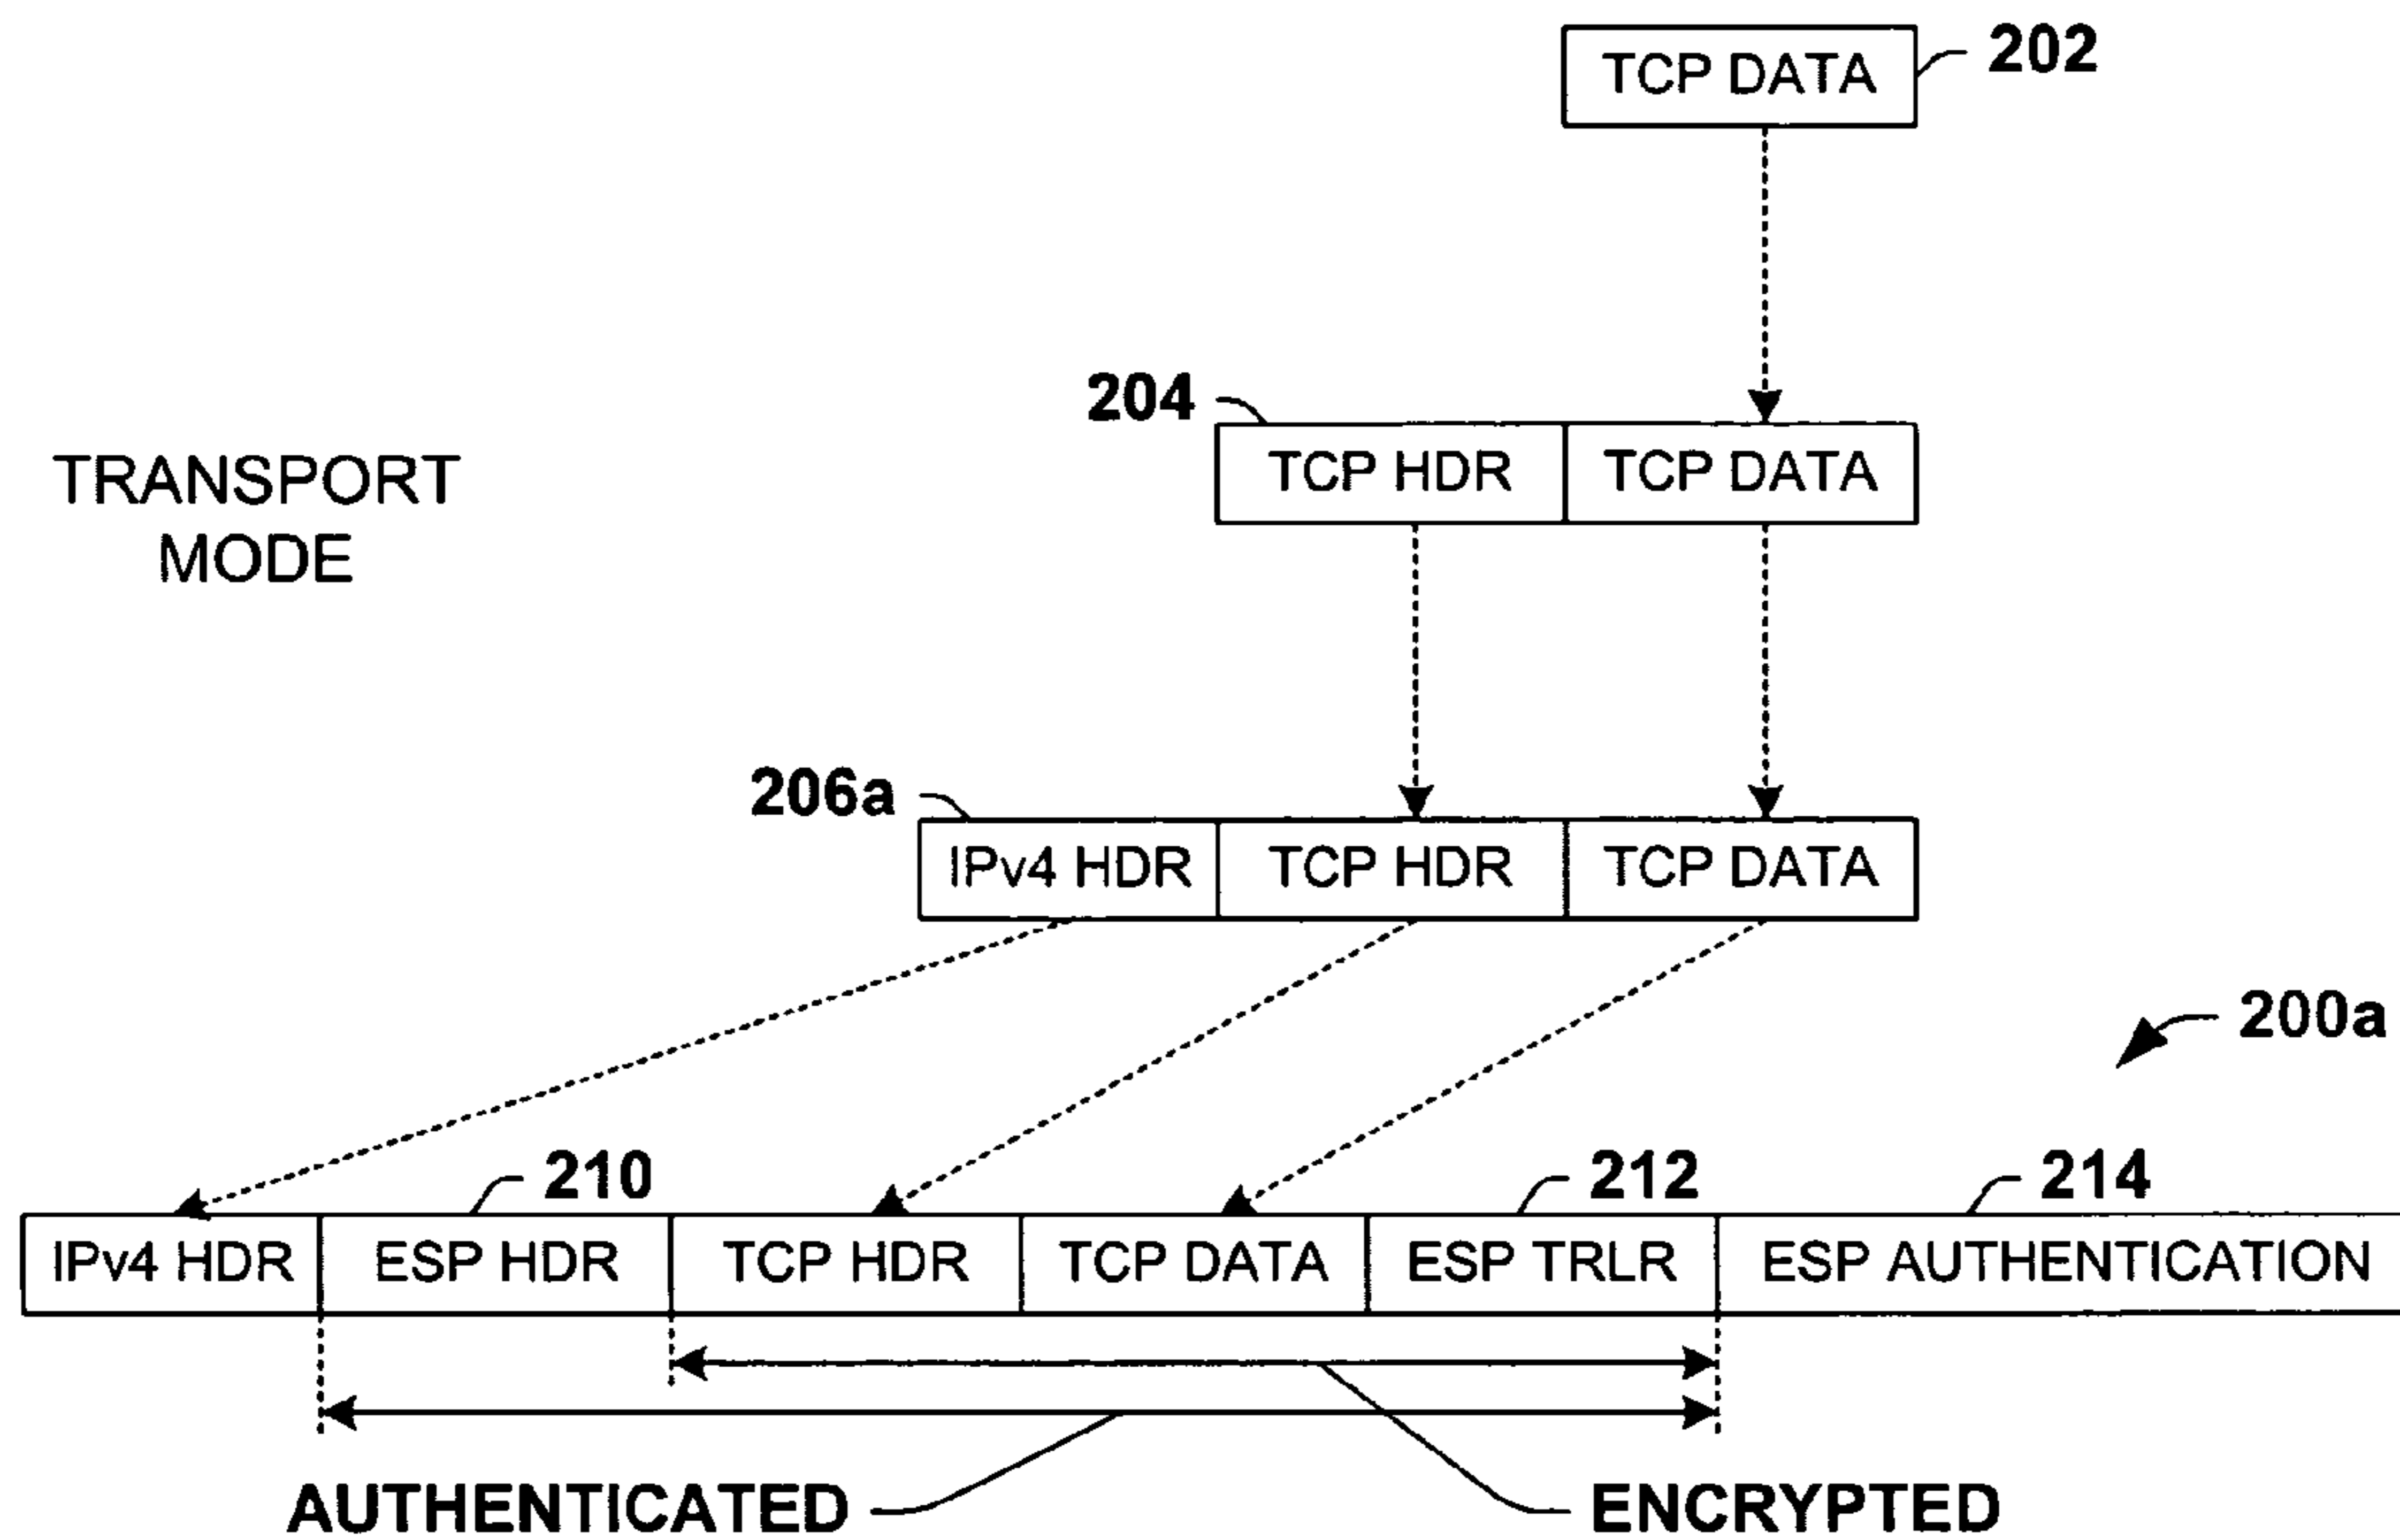 TCP DATA
202
204
TCP HDR
TCP DATA
TRANSPORT
MODE
206a
IPv4 HDR
TCP HDR
TCP DATA
200a
210
212
214
IPv4 HDR
ESP HDR
TCP HDR
TCP DATA
ESP TRLR
ESP AUTHENTICATION
AUTHENTICATED
ENCRYPTED